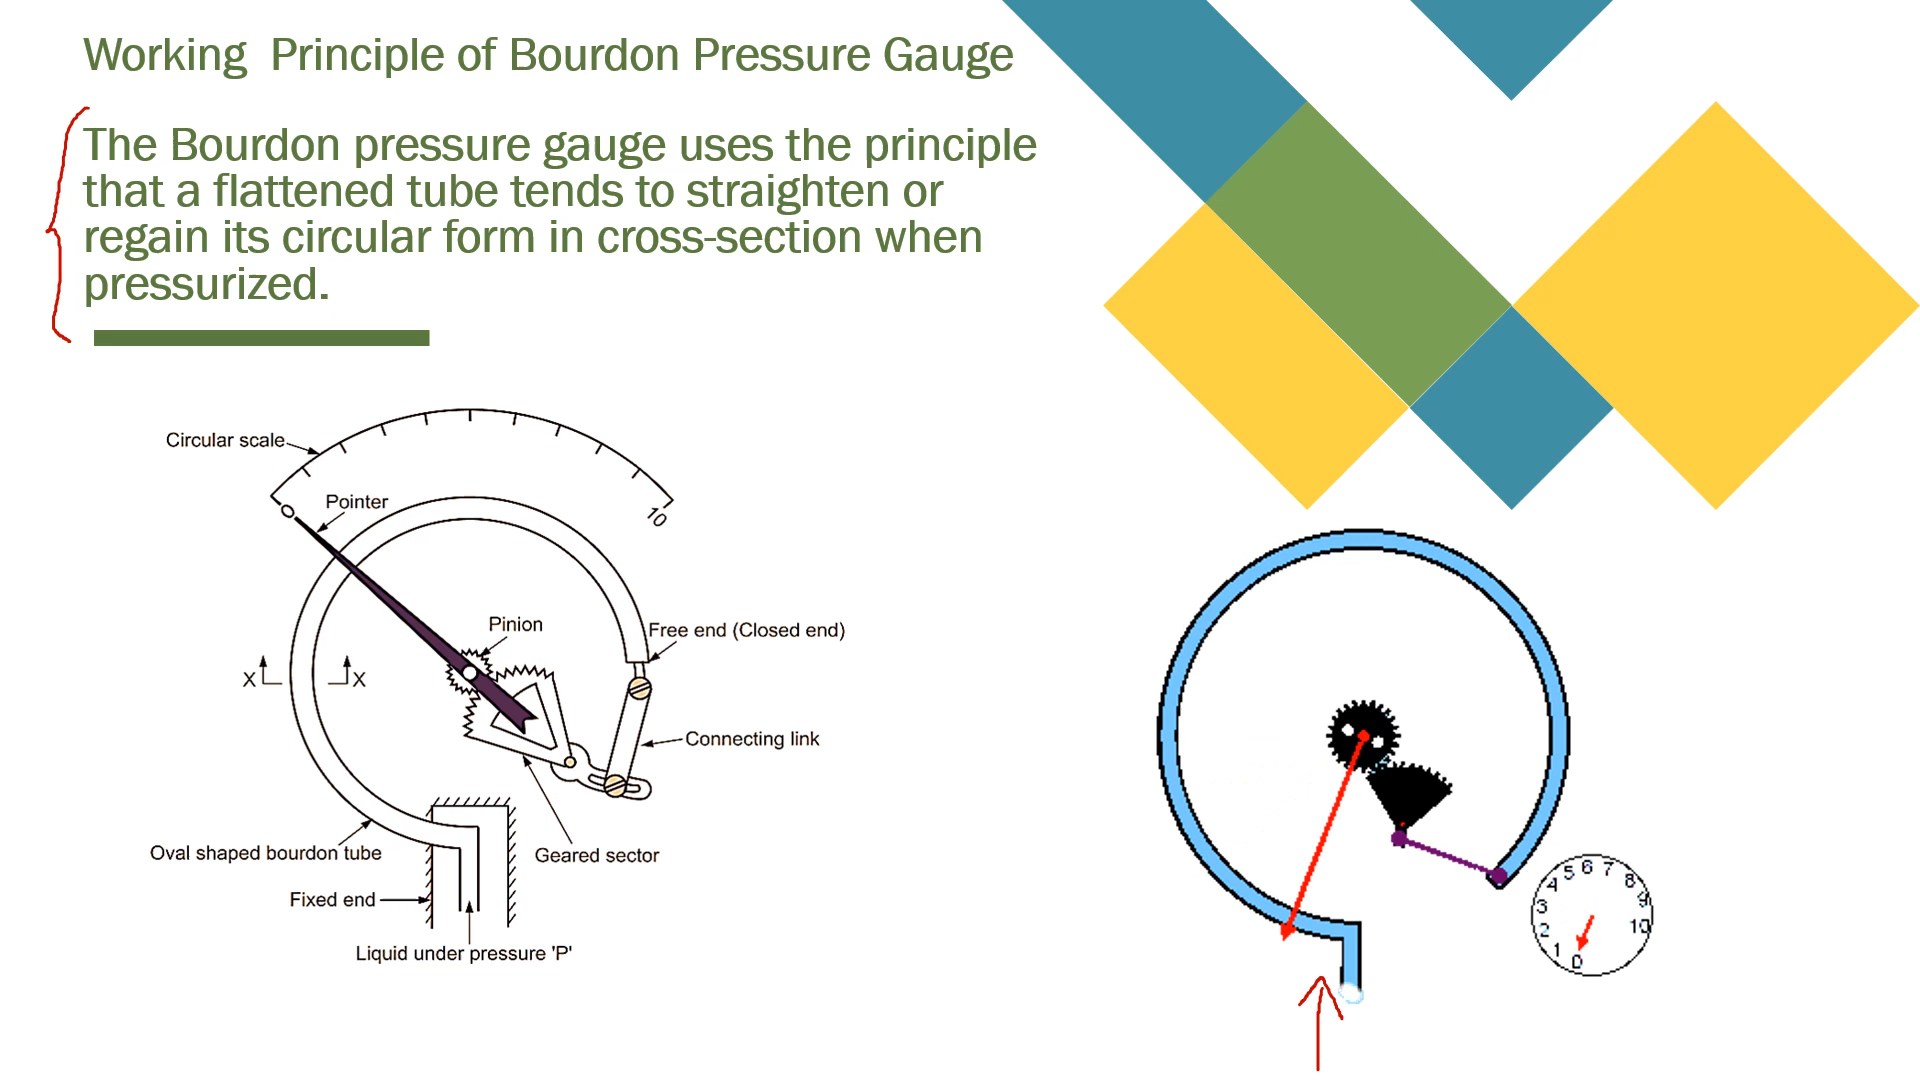 Working  Principle of Bourdon Pressure Gauge
The Bourdon pressure gauge uses the principle
that a flattened tube tends to straighten or
regain its circular form in cross-section when
pressurized.
Circular scale
0
10
Pointer
Pinion
Free end (Closed end)
X X
Connecting link
Oval shaped bourdon tube
Geared sector
Fixed end
Liquid under pressure 'P'
0 1 2 3 4 5 6 7 8 9 10